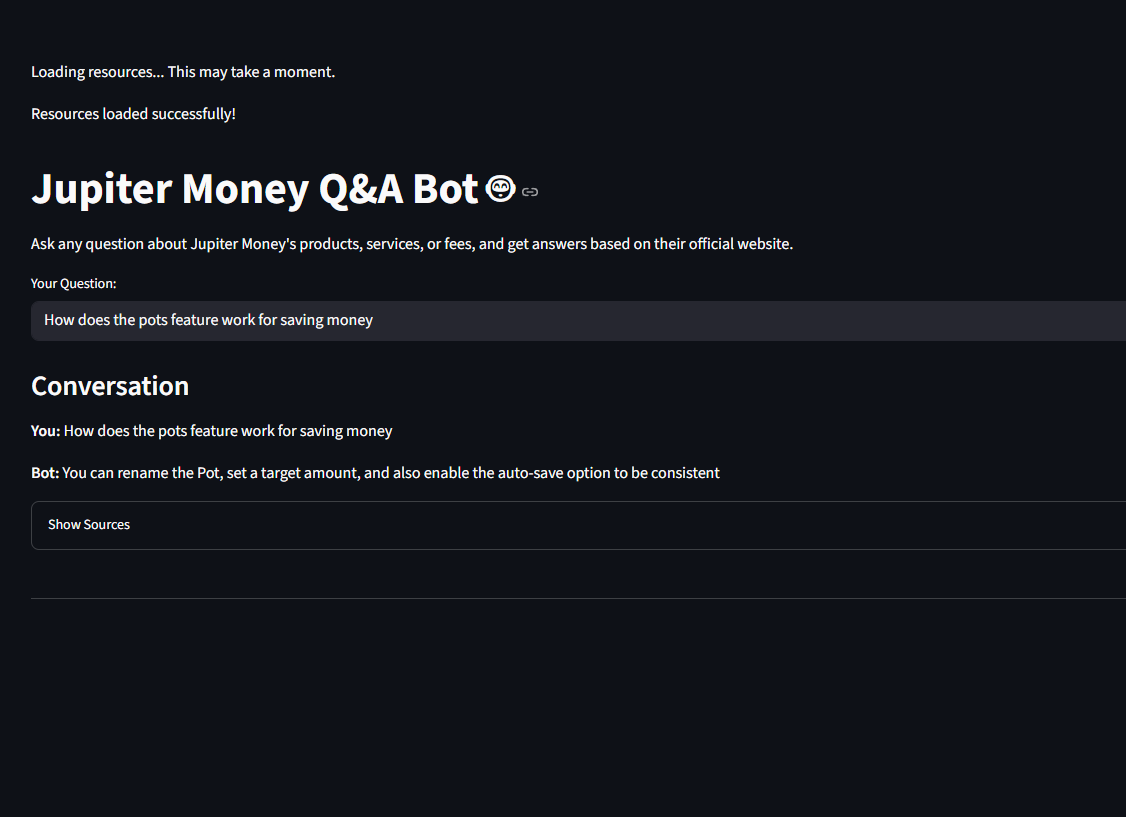 Loading resources... This may take a moment.
Resources loaded successfully!
Jupiter Money Q&A Bot
Ask any question about Jupiter Money's products, services, or fees, and get answers based on their official website.
Your Question:
How does the pots feature work for saving money
Conversation
You: How does the pots feature work for saving money
Bot: You can rename the Pot, set a target amount, and also enable the auto-save option to be consistent
Show Sources